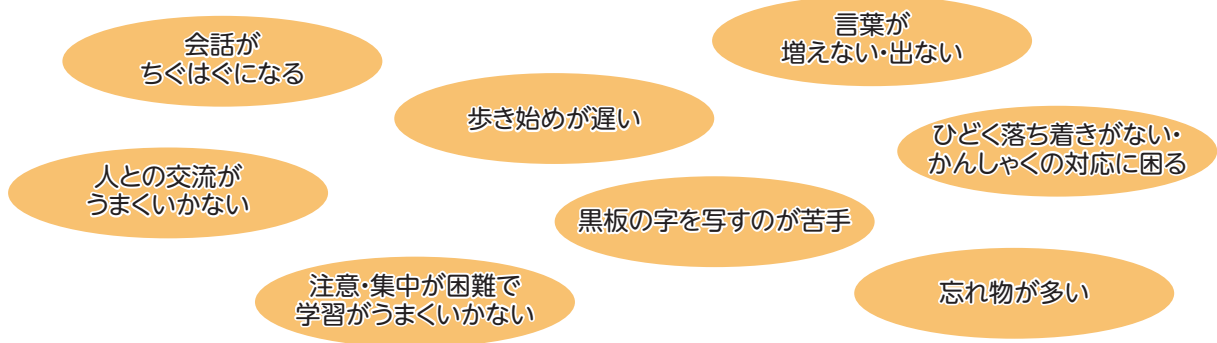 会話が
ちぐはぐになる
言葉が
増えない・出ない
歩き始めが遅い
ひどく落ち着きがない・
かんしゃくの対応に困る
人との交流が
うまくいかない
黒板の字を写すのが苦手
注意・集中が困難で
学習がうまくいかない
忘れ物が多い